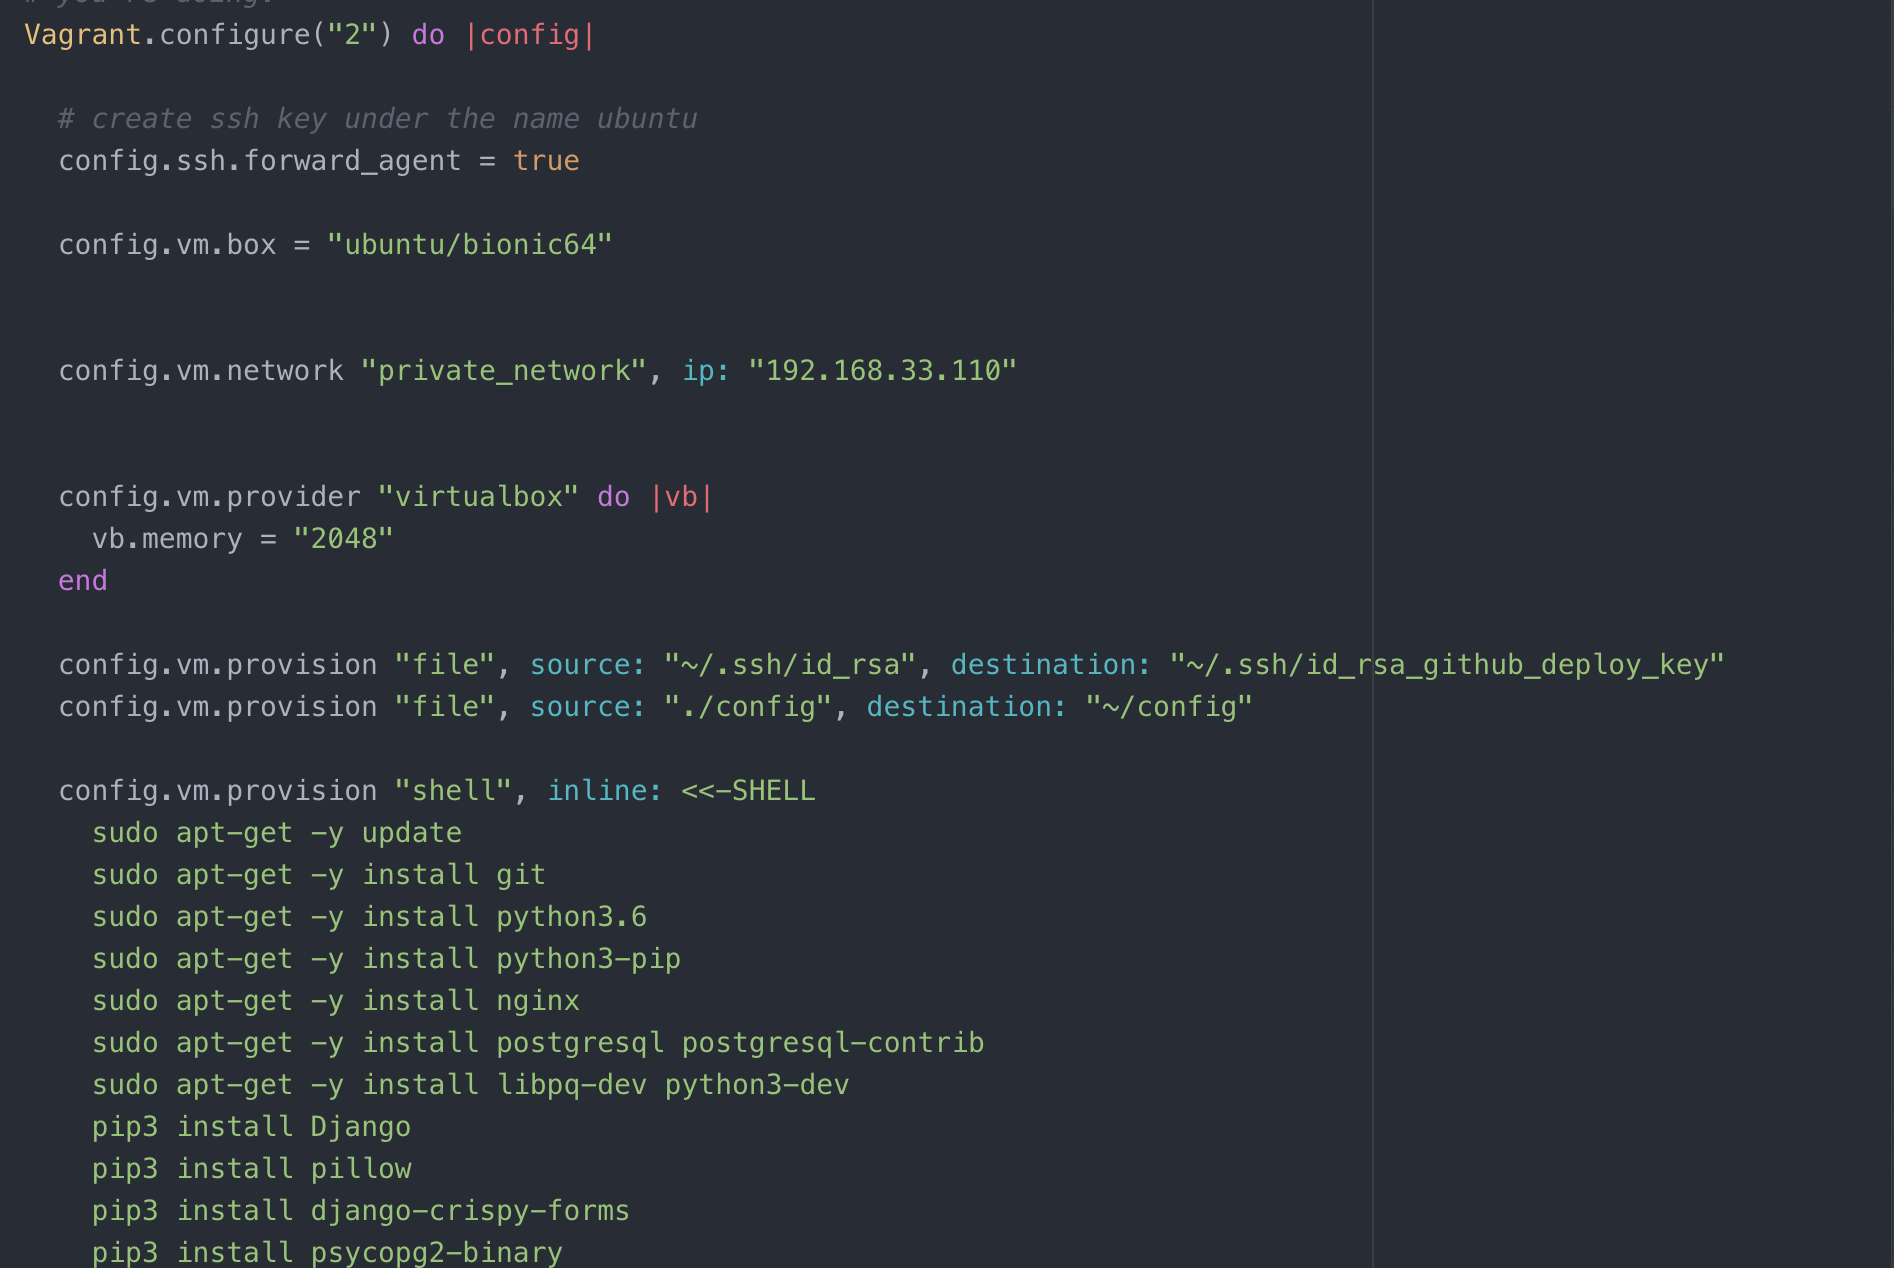 # you're doing.
Vagrant.configure("2") do |config|
# create ssh key under the name ubuntu
config.ssh.forward_agent = true
config.vm.box = "ubuntu/bionic64"
config.vm.network "private_network", ip: "192.168.33.110"
config.vm.provider "virtualbox" do |vb|
vb.memory = "2048"
end
config.vm.provision "file", source: "~/.ssh/id_rsa", destination: "~/.ssh/id_rsa_github_deploy_key"
config.vm.provision "file", source: "./config", destination: "~/config"
config.vm.provision "shell", inline: <<-SHELL
sudo apt-get -y update
sudo apt-get -y install git
sudo apt-get -y install python3.6
sudo apt-get -y install python3-pip
sudo apt-get -y install nginx
sudo apt-get -y install postgresql postgresql-contrib
sudo apt-get -y install libpq-dev python3-dev
pip3 install Django
pip3 install pillow
pip3 install django-crispy-forms
pip3 install psycopg2-binary